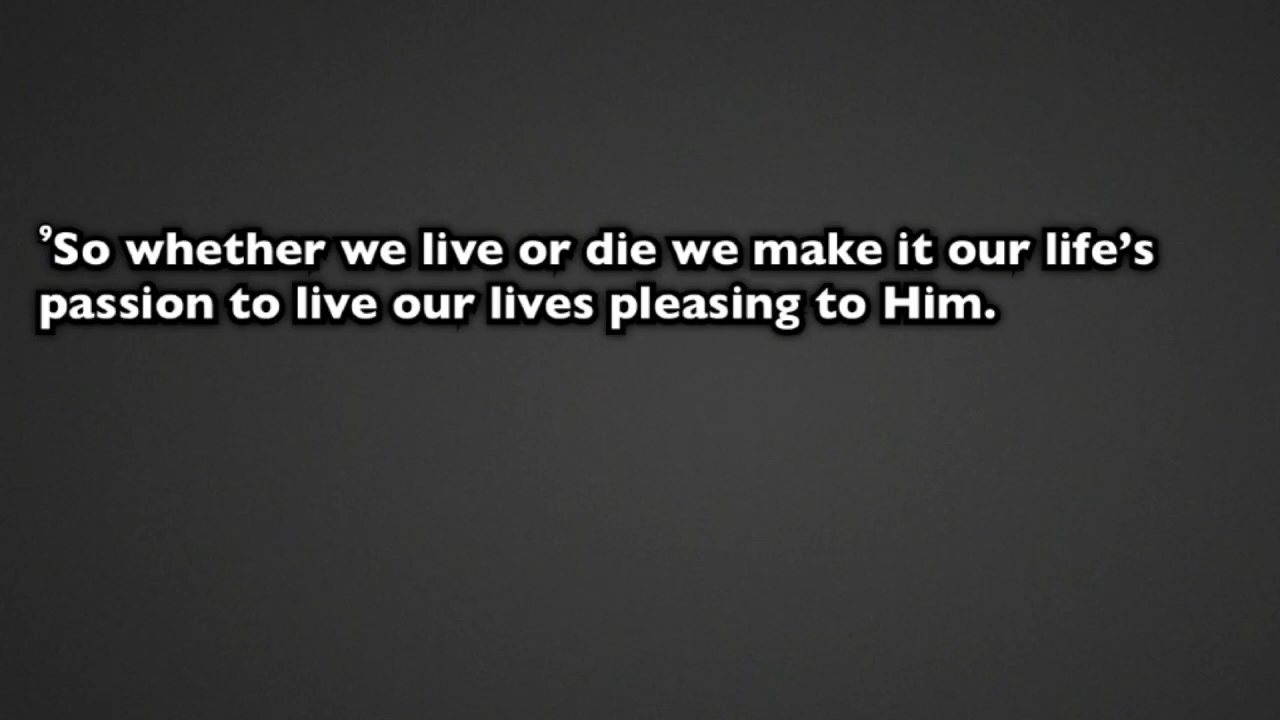 ⁹So whether we live or die we make it our life’s
passion to live our lives pleasing to Him.